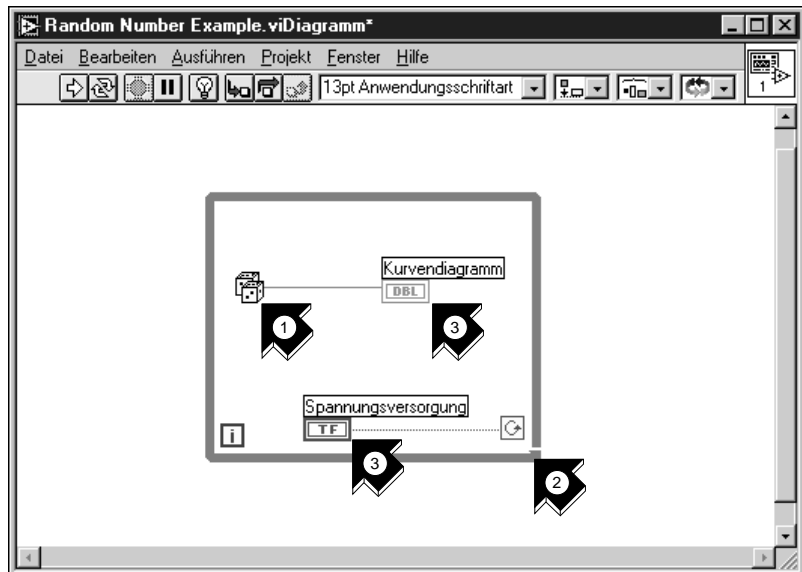 Random Number Example.viDiagramm*
Datei Bearbeiten Ausführen Projekt Fenster Hilfe
13pt Anwendungsschriftart
1
Kurvendiagramm
DBL
1
3
Spannungsversorgung
TF
i
3
2